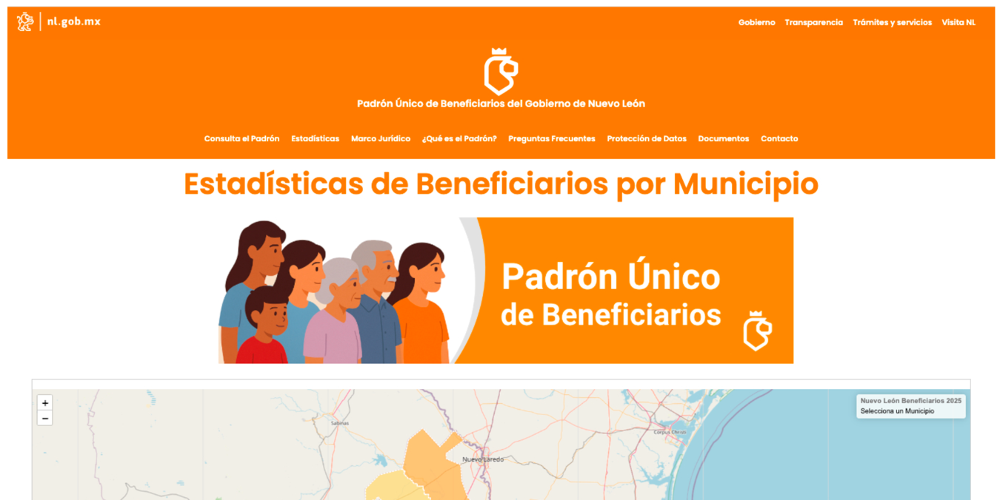 nl.gob.mx
Gobierno Transparencia Trámites y servicios Visita NL
Padrón Único de Beneficiarios del Gobierno de Nuevo León
Consulta el Padrón Estadísticas Marco Jurídico ¿Qué es el Padrón? Preguntas Frecuentes Protección de Datos Documentos Contacto
Estadísticas de Beneficiarios por Municipio
Padrón Único
de Beneficiarios
+
−
Nuevo León Beneficiarios 2025
Selecciona un Municipio
Sabinas
Corpus Christi
Nuevo Laredo